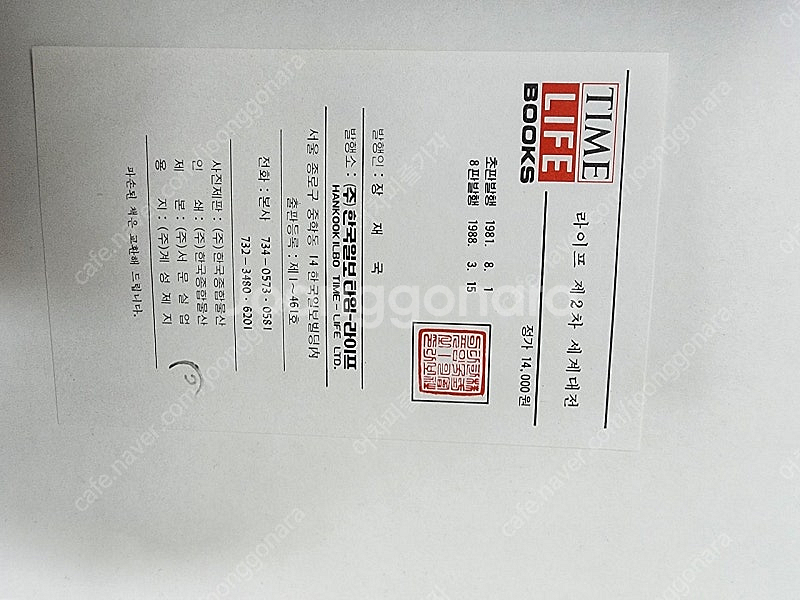 TIME
LIFE
BOOKS
라이프 제2차 세계대전
정가 14,000원
초판발행 1981. 8. 1
8판발행 1988. 3. 15
발행인 : 장 재 국
발행소 : (주)한국일보타임-라이프
HANKOOK ILBO TIME-LIFE LTD.
서울 종로구 중학동 14 한국일보빌딩內
출판등록 : 제1~461호
전화 : 본사 734-0573·0581
732-3480·6201
사진제판 : (주)한국종합물산
인 쇄 : (주)한국종합물산
제 본 : (주)서문실업
용 지 : (주)계성제지
파손된 책은 교환해 드립니다.
cafe.naver.com/joonggonara
joonggonara